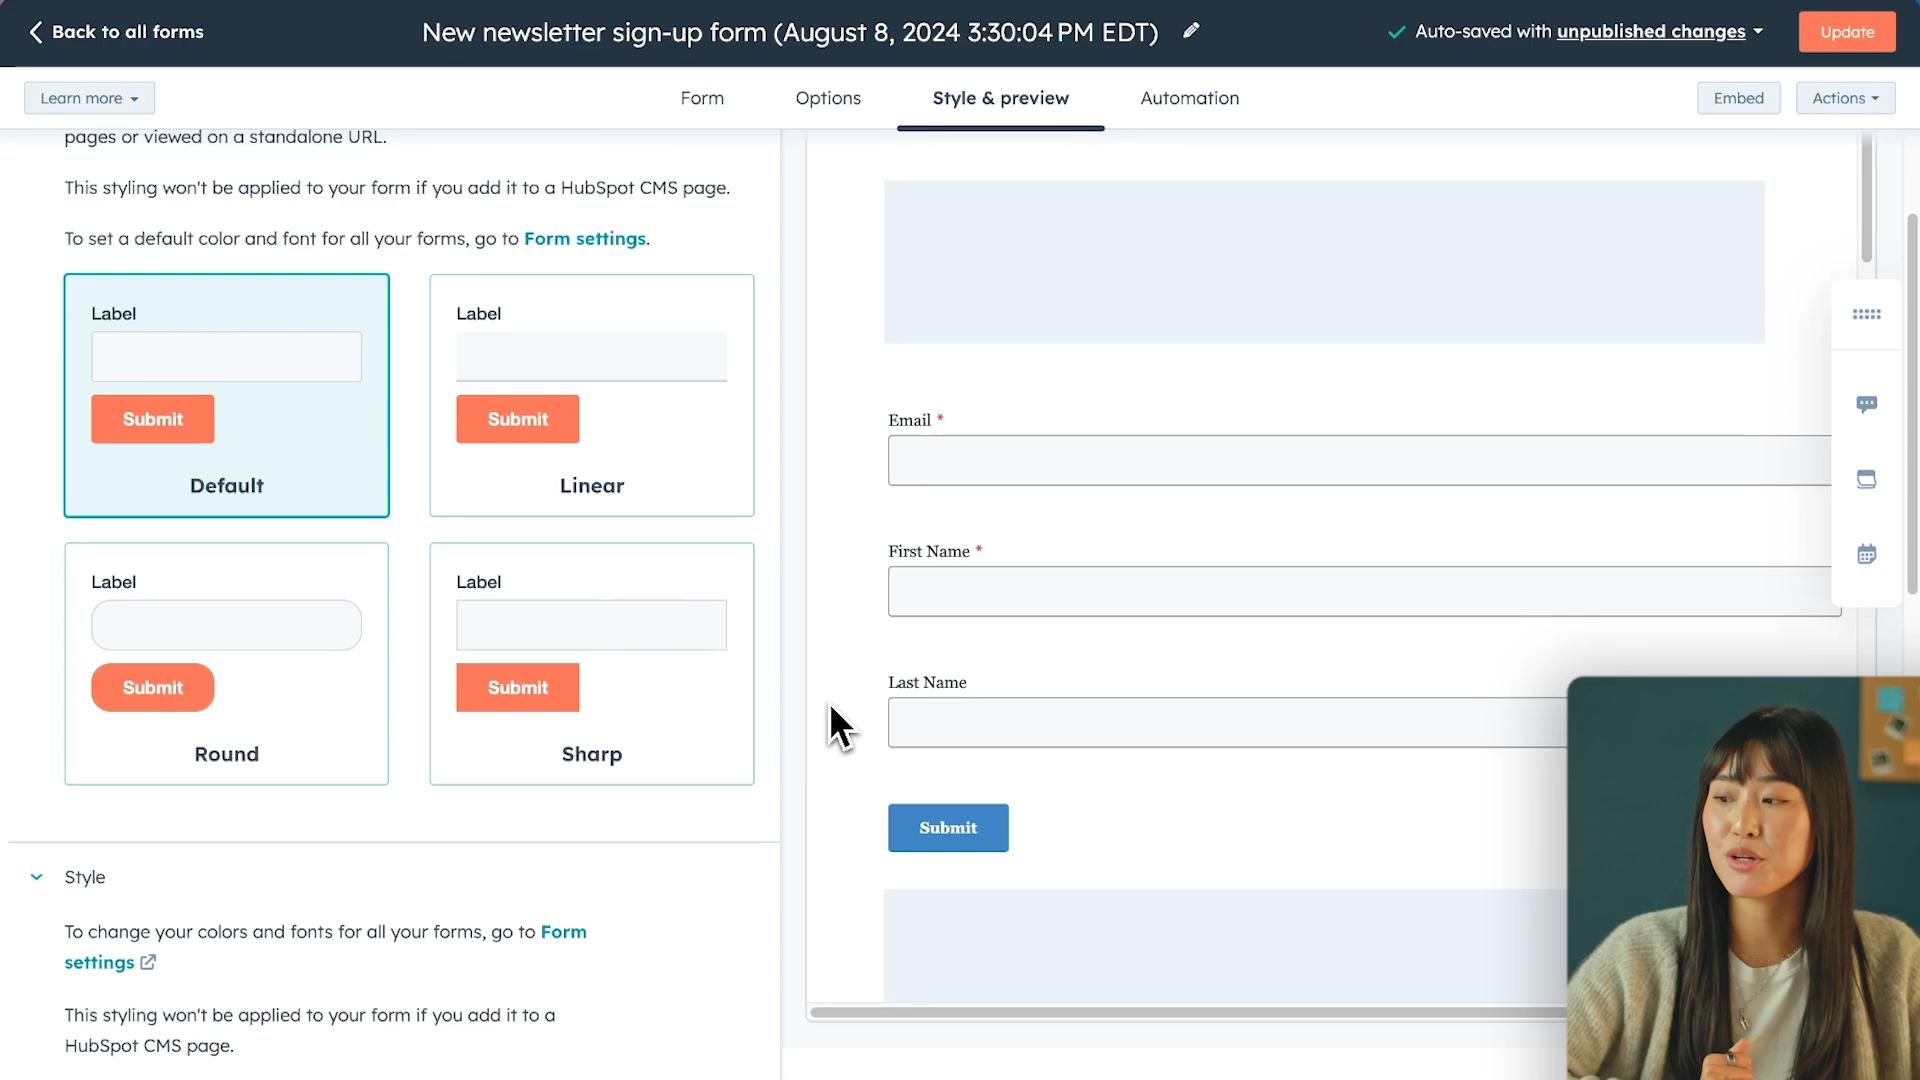 Back to all forms
New newsletter sign-up form (August 8, 2024 3:30:04 PM EDT)
Auto-saved with unpublished changes
Update
Learn more
Form
Options
Style & preview
Automation
Embed
Actions
pages or viewed on a standalone URL.
This styling won't be applied to your form if you add it to a HubSpot CMS page.
To set a default color and font for all your forms, go to Form settings.
Label
Submit
Default
Label
Submit
Linear
Label
Submit
Round
Label
Submit
Sharp
Style
To change your colors and fonts for all your forms, go to Form
settings
This styling won't be applied to your form if you add it to a
HubSpot CMS page.
Email *
First Name *
Last Name
Submit